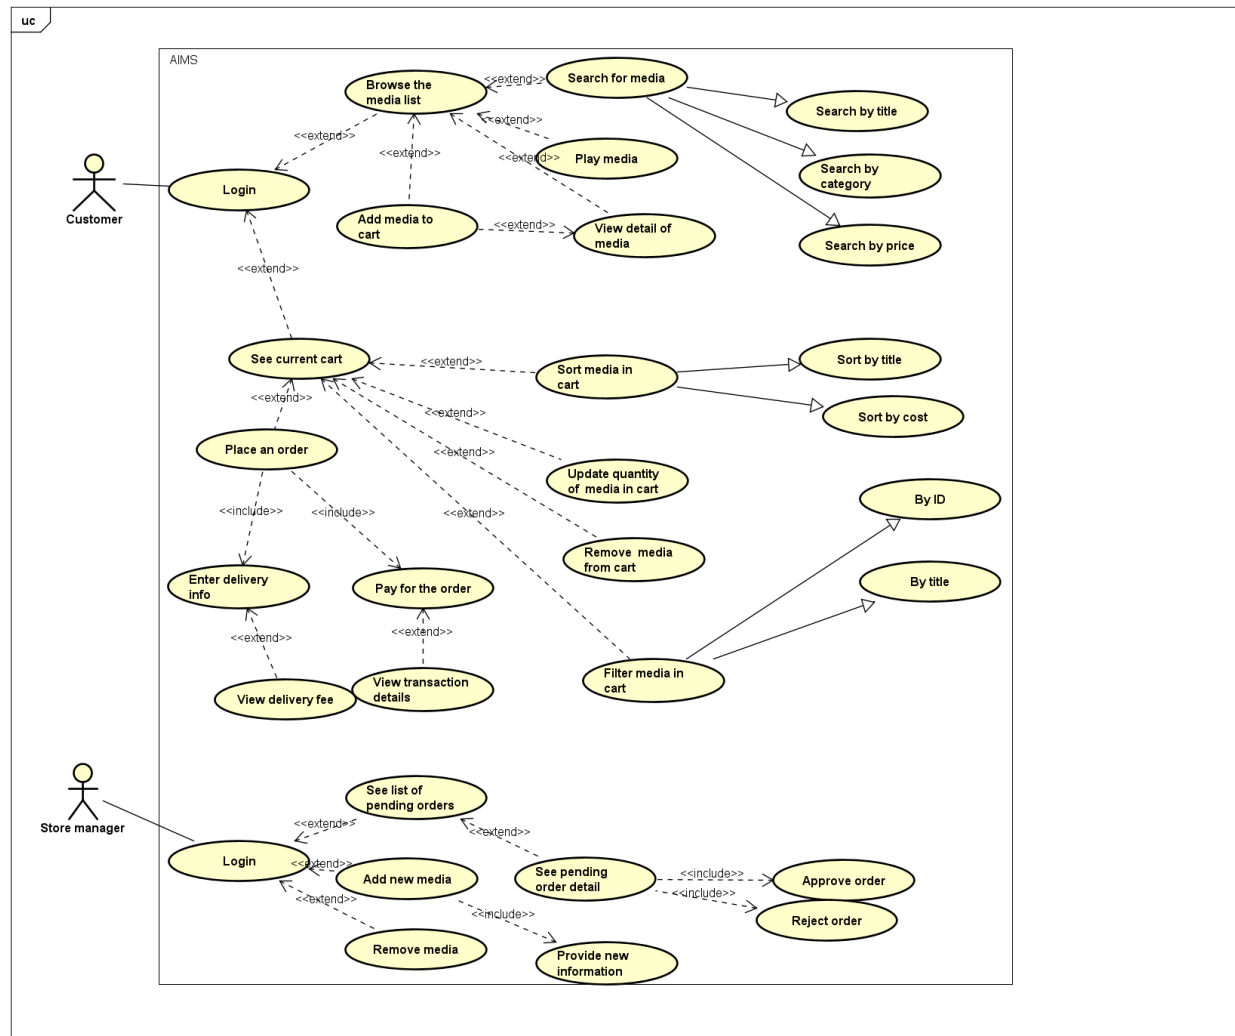 uc
AIMS
Browse the
media list
<<extend>>
Search for media
Search by title
<<extend>>
<<extend>>
<<extend>>
<<extend>>
Play media
Search by
category
Customer
Login
Add media to
cart
<<extend>>
View detail of
media
Search by price
<<extend>>
See current cart
<<extend>>
Sort media in
cart
Sort by title
<<extend>>
<<extend>>
Sort by cost
Place an order
<<extend>>
Update quantity
of media in cart
By ID
<<include>>
<<include>>
<<extend>>
Remove media
from cart
Enter delivery
info
Pay for the order
By title
<<extend>>
<<extend>>
View delivery fee
View transaction
details
Filter media in
cart
Store manager
See list of
pending orders
<<extend>>
<<extend>>
Login
<<extend>>
Add new media
See pending
order detail
<<include>>
Approve order
<<include>>
<<extend>>
<<include>>
Reject order
Remove media
Provide new
information